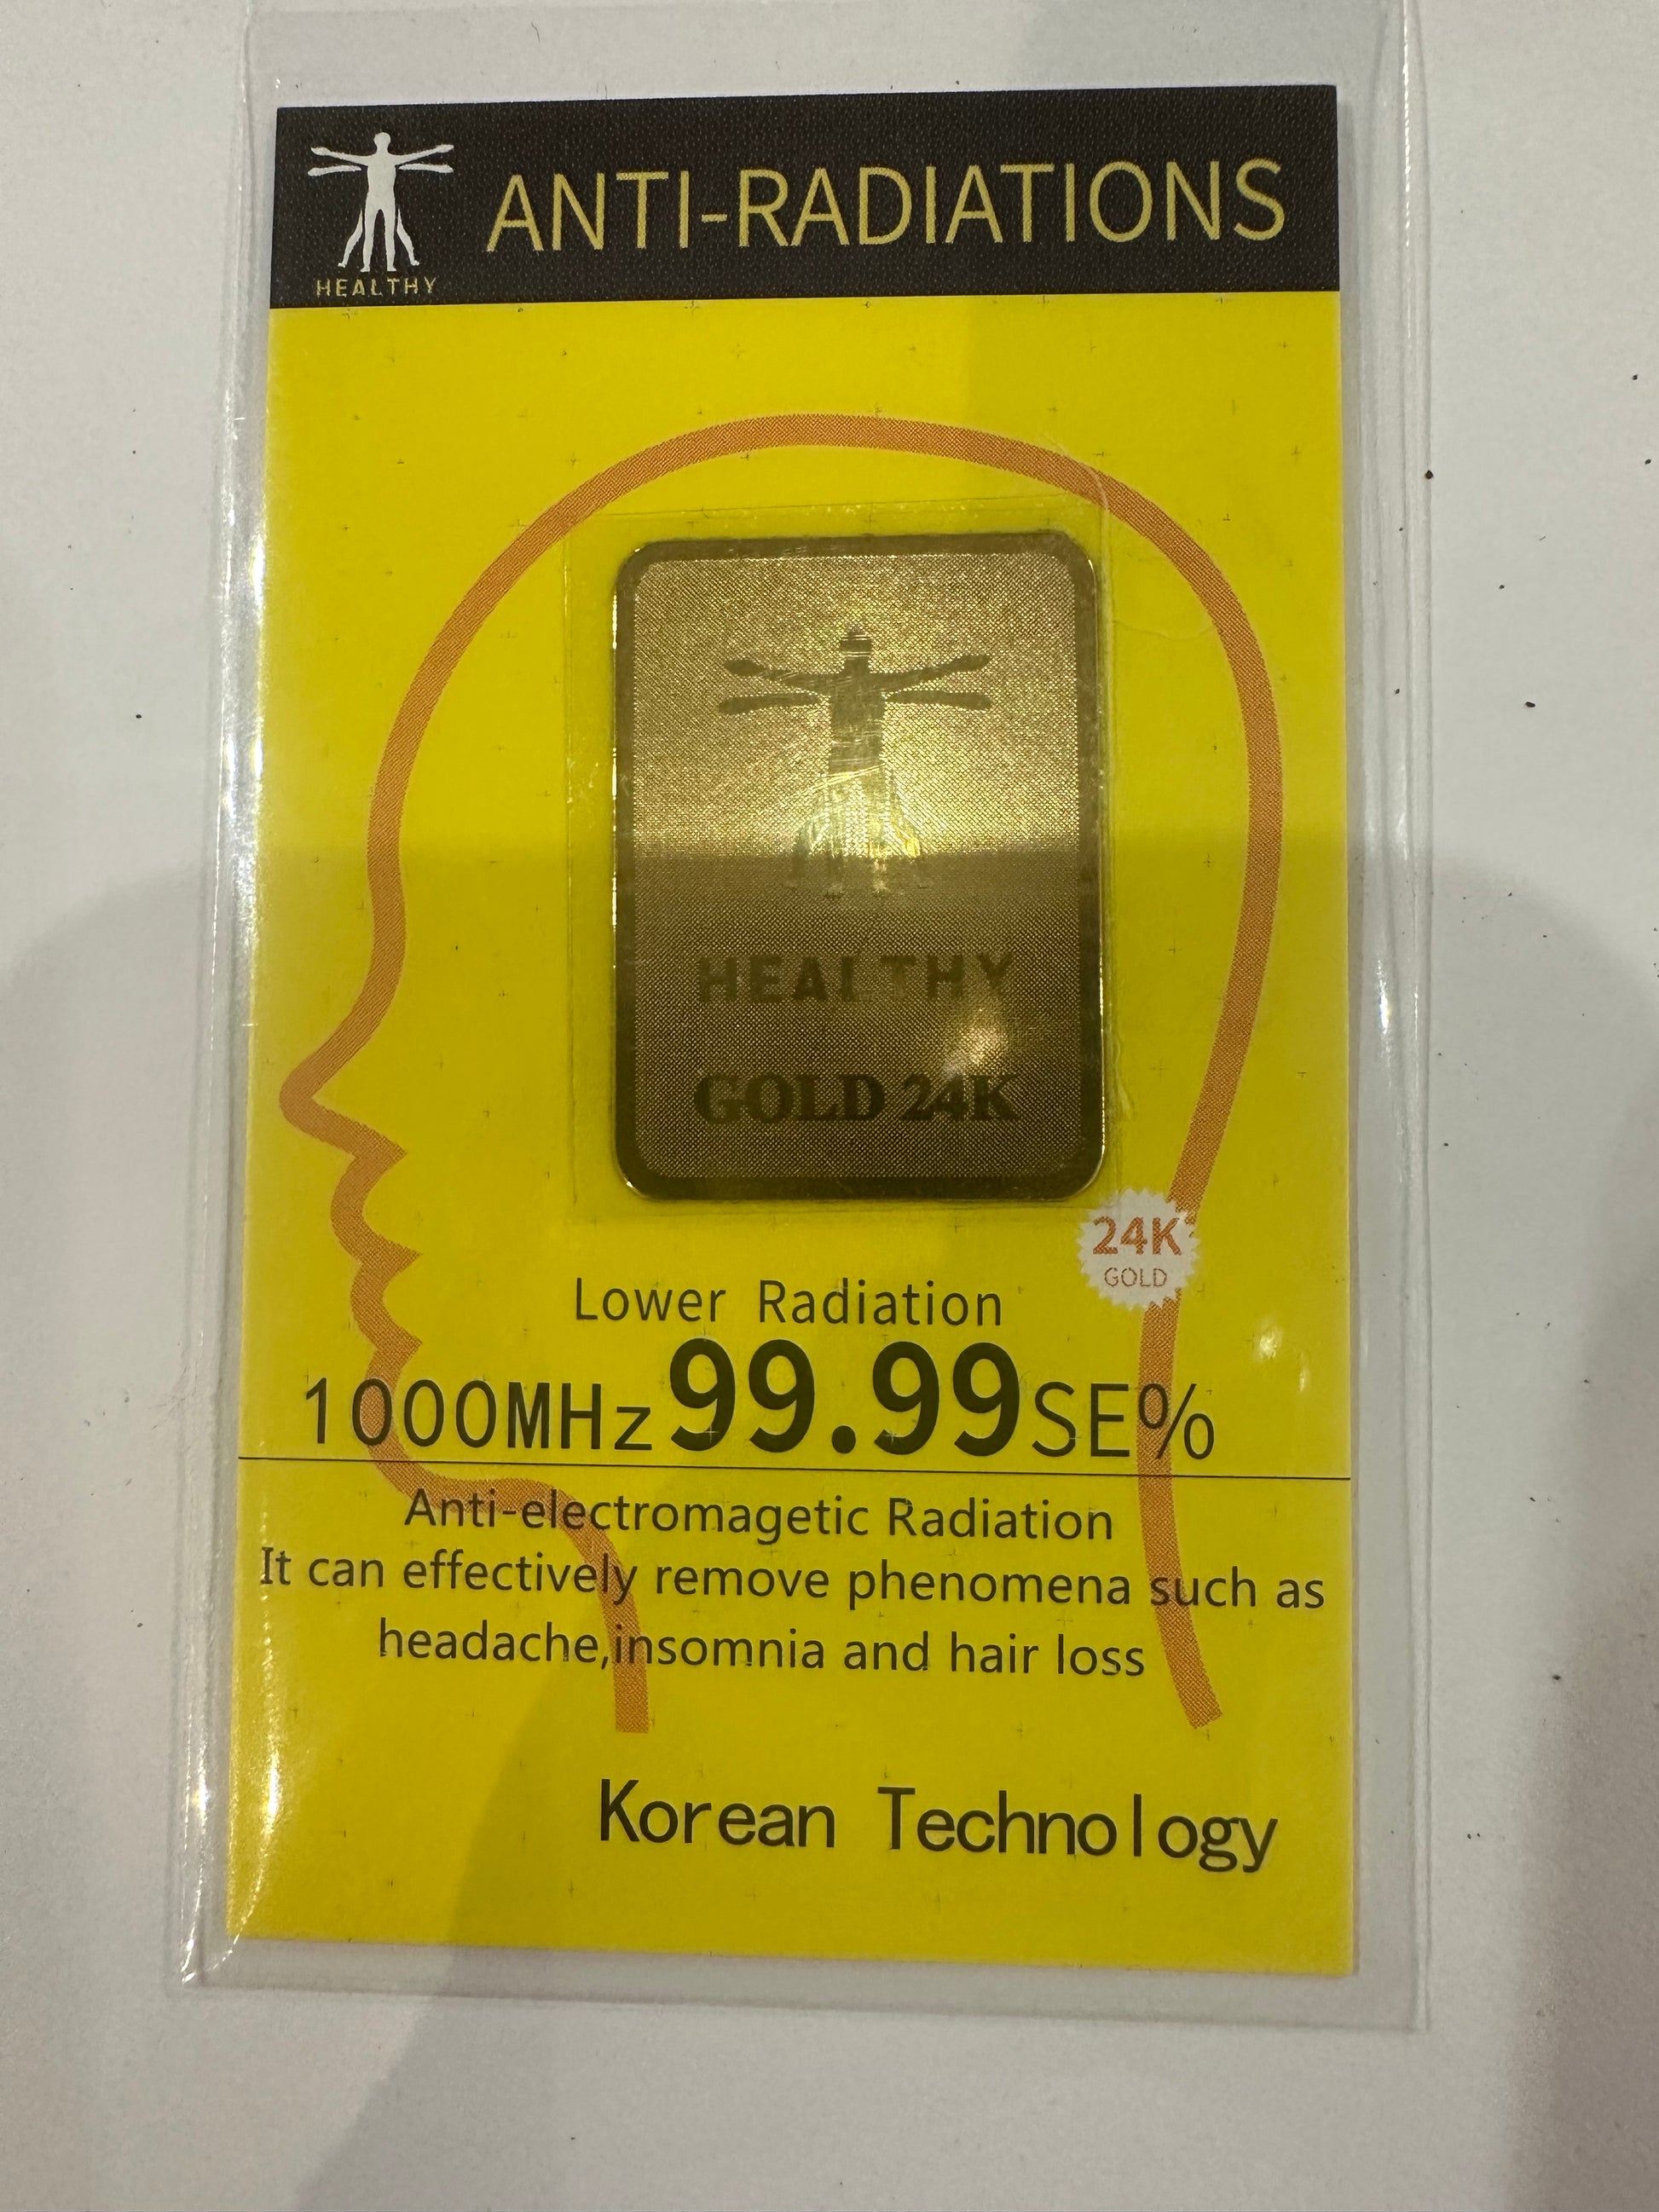 ANTI-RADIATIONS
HEALTHY
HEALTHY
GOLD 24K
24K
GOLD
Lower Radiation
1000MHz 99.99SE%
Anti-electromagetic Radiation
It can effectively remove phenomena such as
headache,insomnia and hair loss
Korean Technology